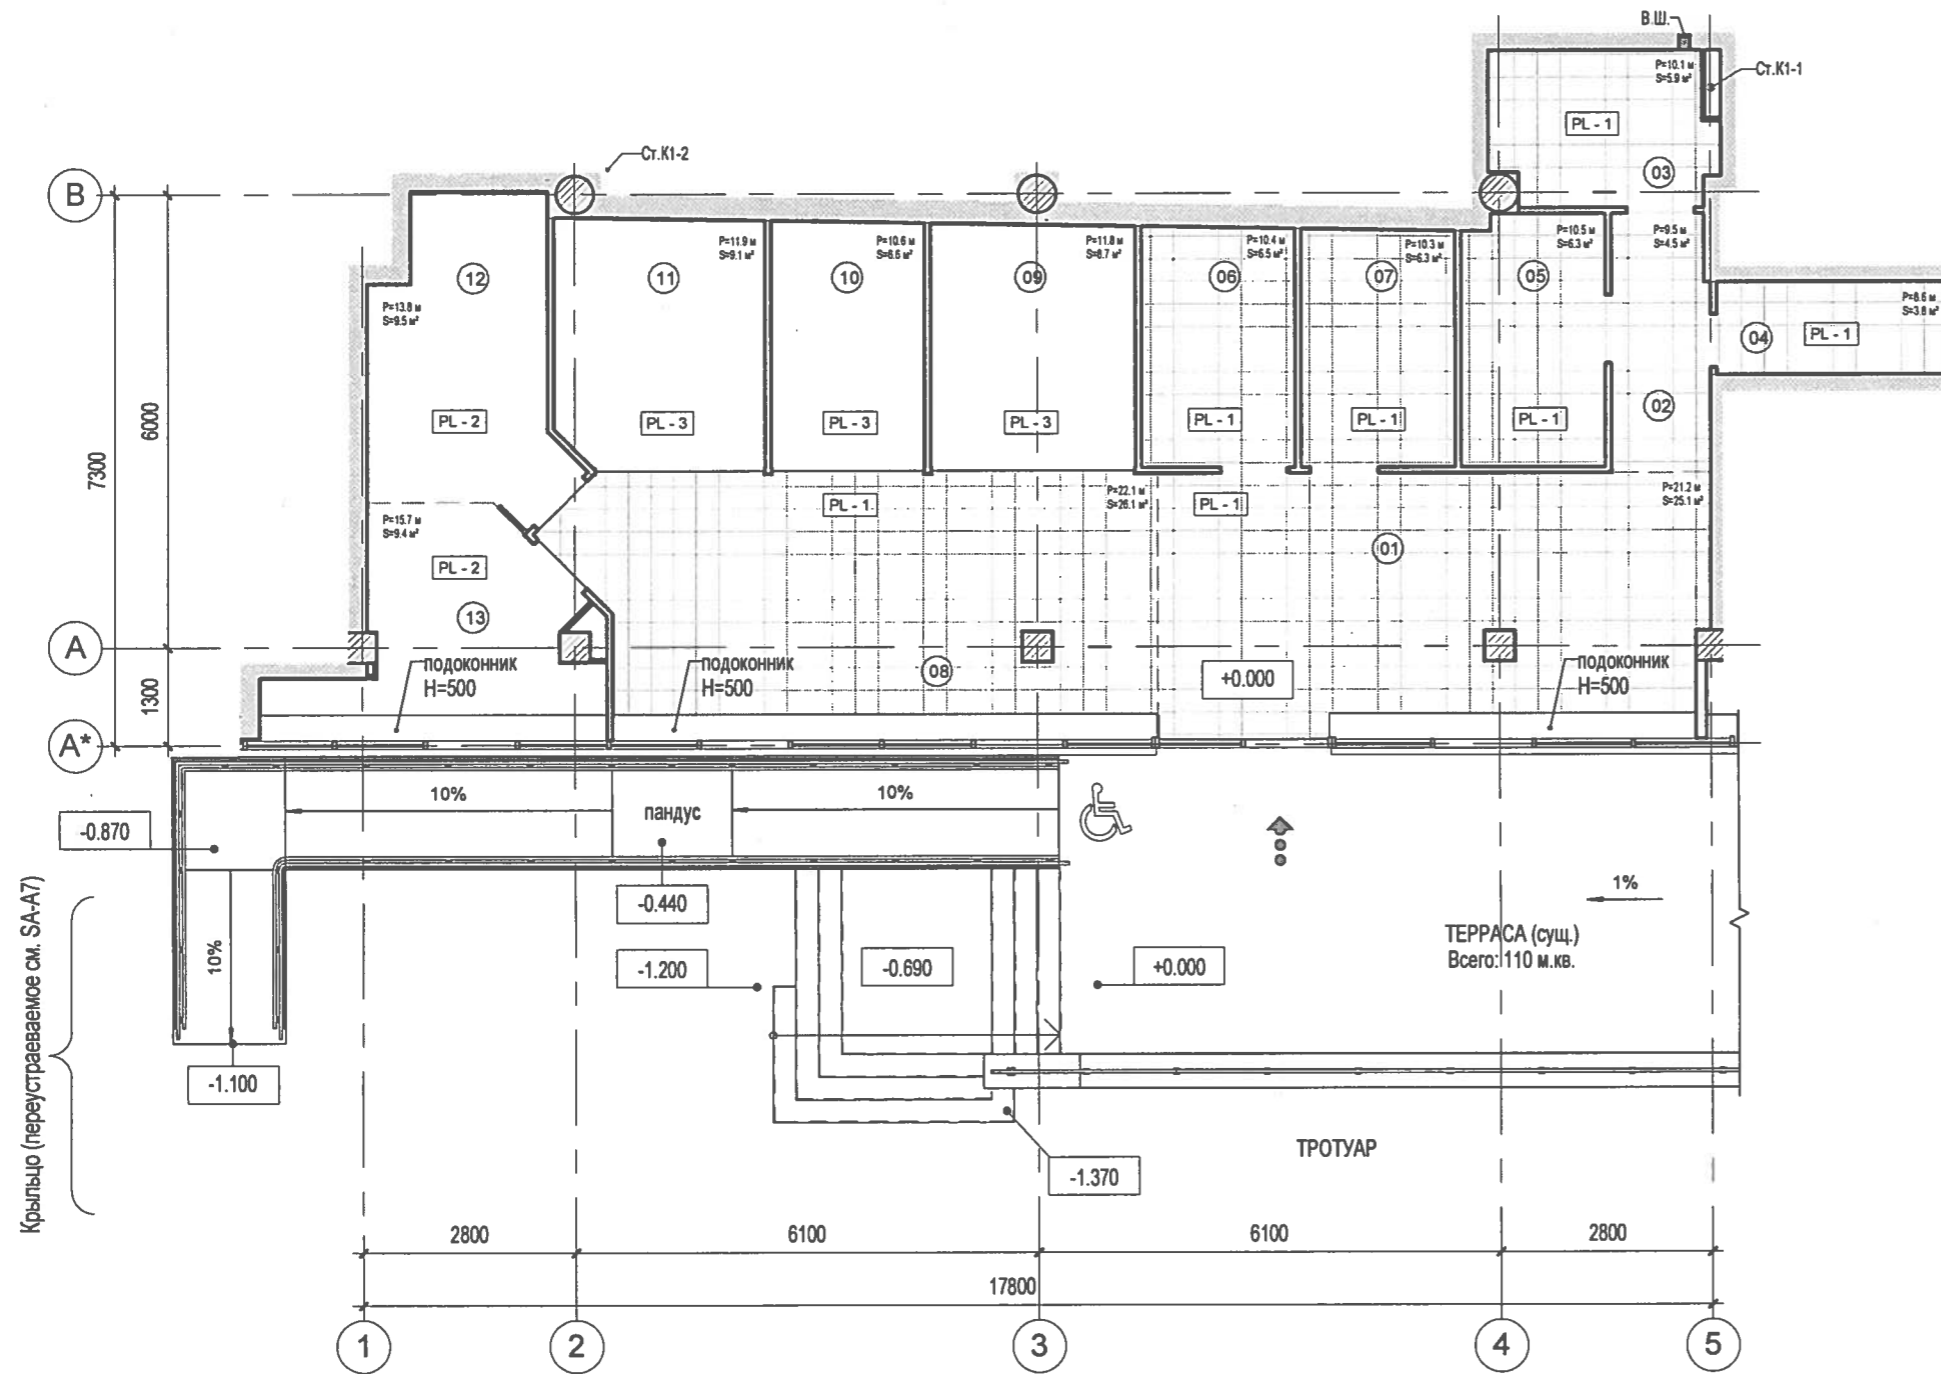 В.Ш.
Р=10.1 м
S=5.9 м²
Ст.К1-1
PL - 1
Ст.К1-2
03
В
Р=11.9 м
S=9.1 м²
Р=10.6 м
S=6.6 м²
Р=11.8 м
S=8.7 м²
Р=10.4 м
S=6.5 м²
Р=10.3 м
S=6.3 м²
Р=10.5 м
S=6.3 м²
Р=9.5 м
S=4.5 м²
12
11
10
09
06
07
05
Р=13.8 м
S=9.5 м²
Р=8.6 м
S=3.8 м²
04
PL - 1
02
6000
7300
PL - 2
PL - 3
PL - 3
PL - 3
PL - 1
PL - 1
PL - 1
Р=22.1 м
S=26.1 м²
Р=21.2 м
S=25.1 м²
PL - 1
PL - 1
Р=15.7 м
S=9.4 м²
01
PL - 2
13
А
1300
подоконник
Н=500
подоконник
Н=500
08
+0.000
подоконник
Н=500
А*
10%
10%
пандус
-0.870
-0.440
1%
10%
ТЕРРАСА (сущ.)
Всего: 110 м.кв.
-1.200
-0.690
+0.000
Крыльцо (переустраеваемое см. SA-A7)
-1.100
ТРОТУАР
-1.370
2800
6100
6100
2800
17800
1
2
3
4
5